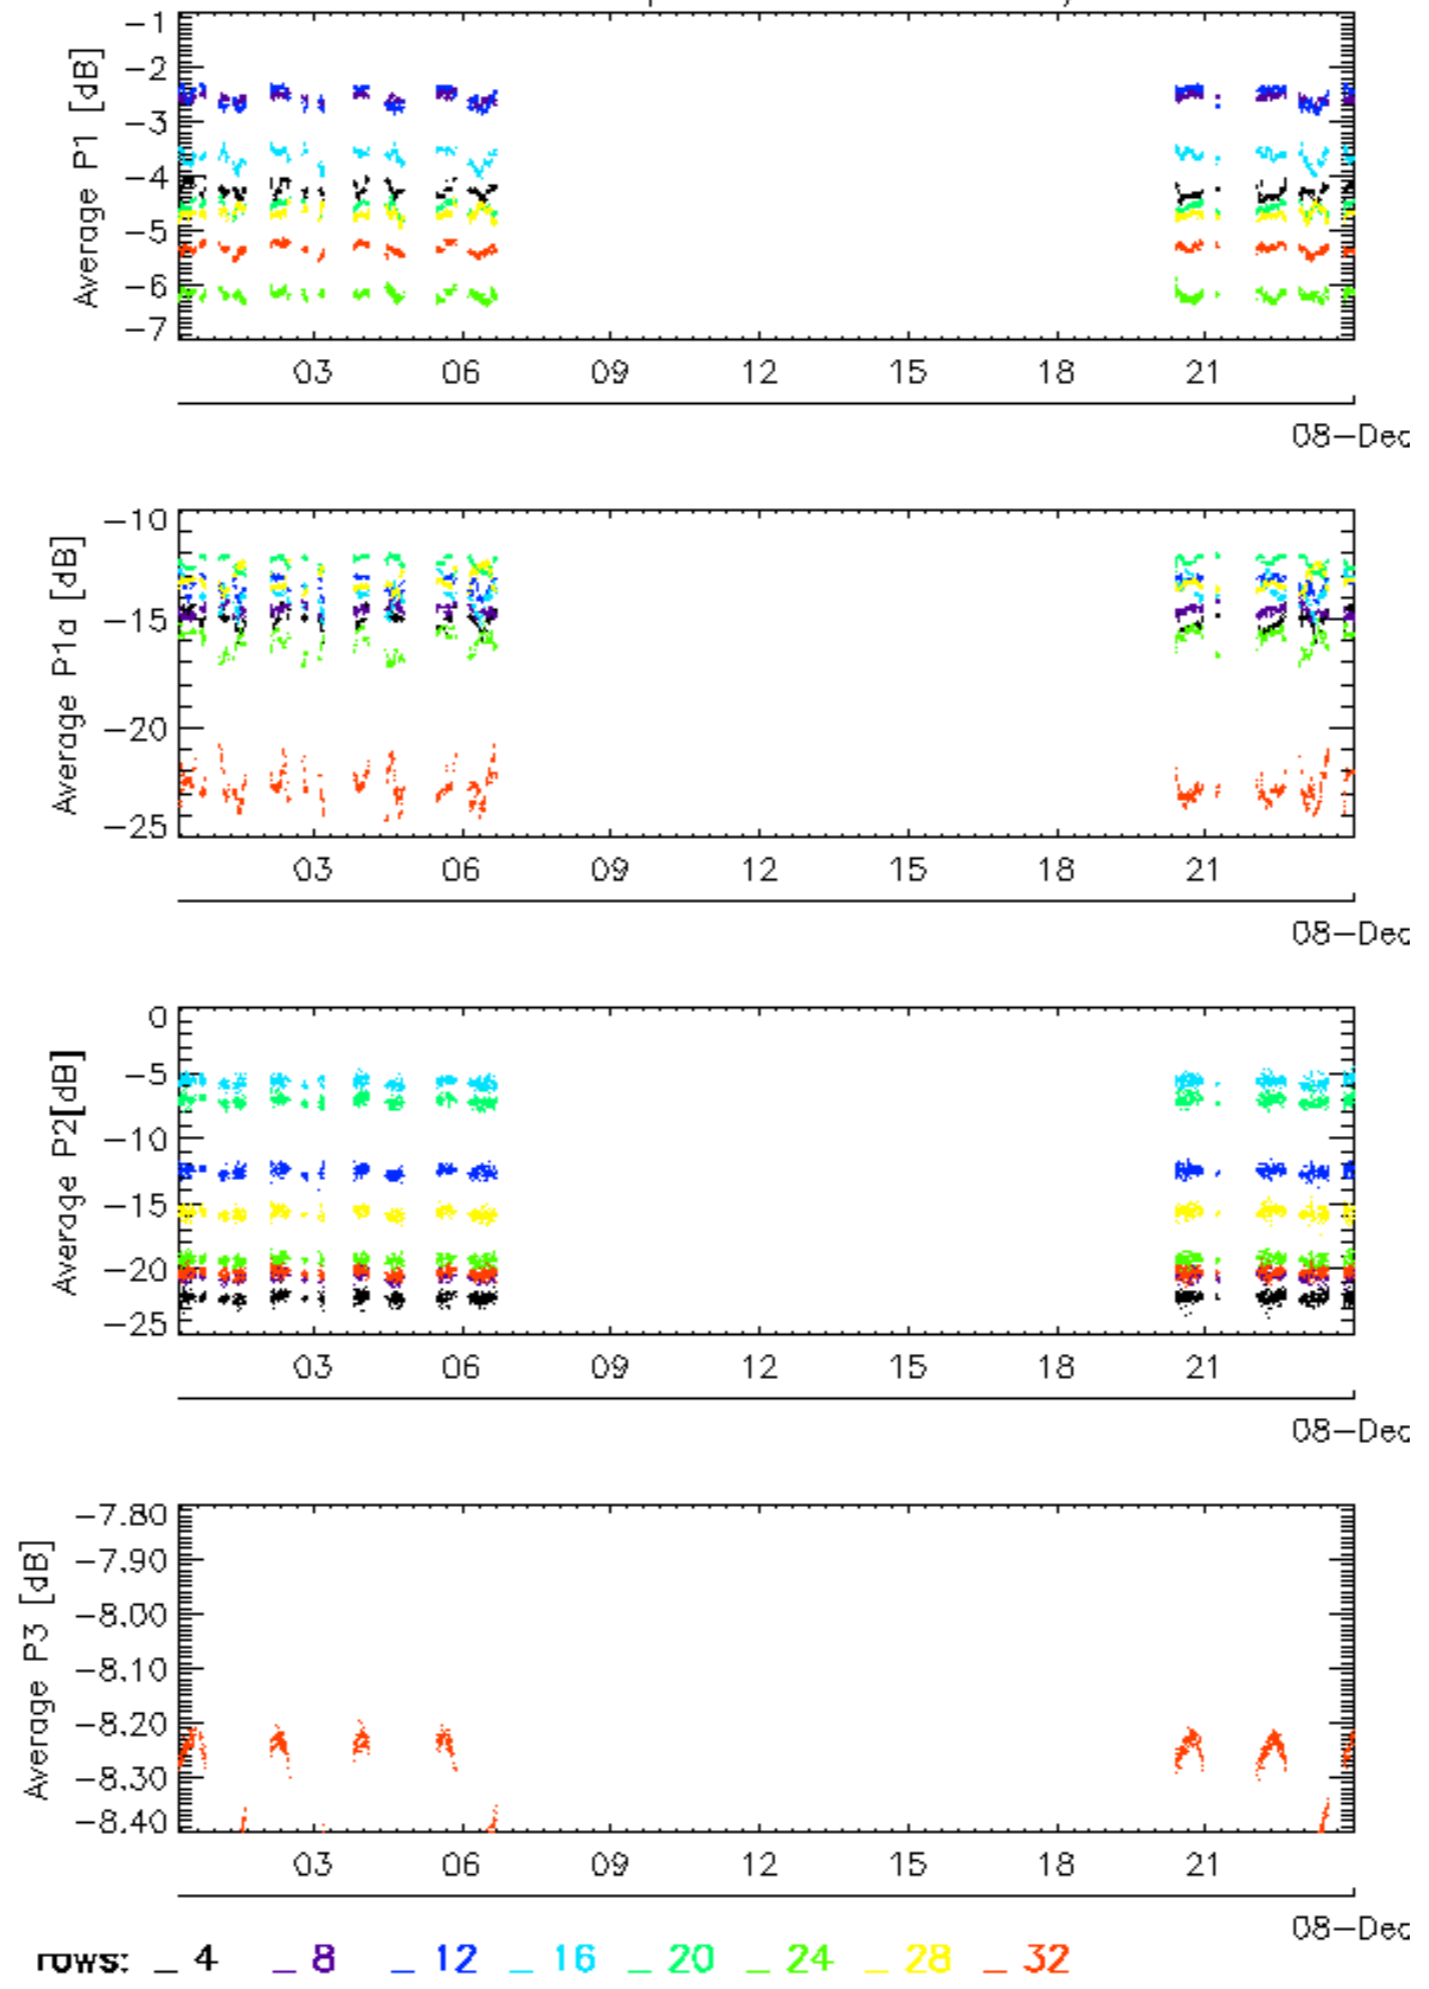 Average P1 [dB]
−1
−2
−3
−4
−5
−6
−7
03 06 09 12 15 18 21
08−Dec
Average P1a [dB]
−10
−15
−20
−25
03 06 09 12 15 18 21
08−Dec
Average P2[dB]
0
−5
−10
−15
−20
−25
03 06 09 12 15 18 21
08−Dec
Average P3 [dB]
−7.80
−7.90
−8.00
−8.10
−8.20
−8.30
−8.40
03 06 09 12 15 18 21
08−Dec
rows: _ 4 _ 8 _ 12 _ 16 _ 20 _ 24 _ 28 _ 32